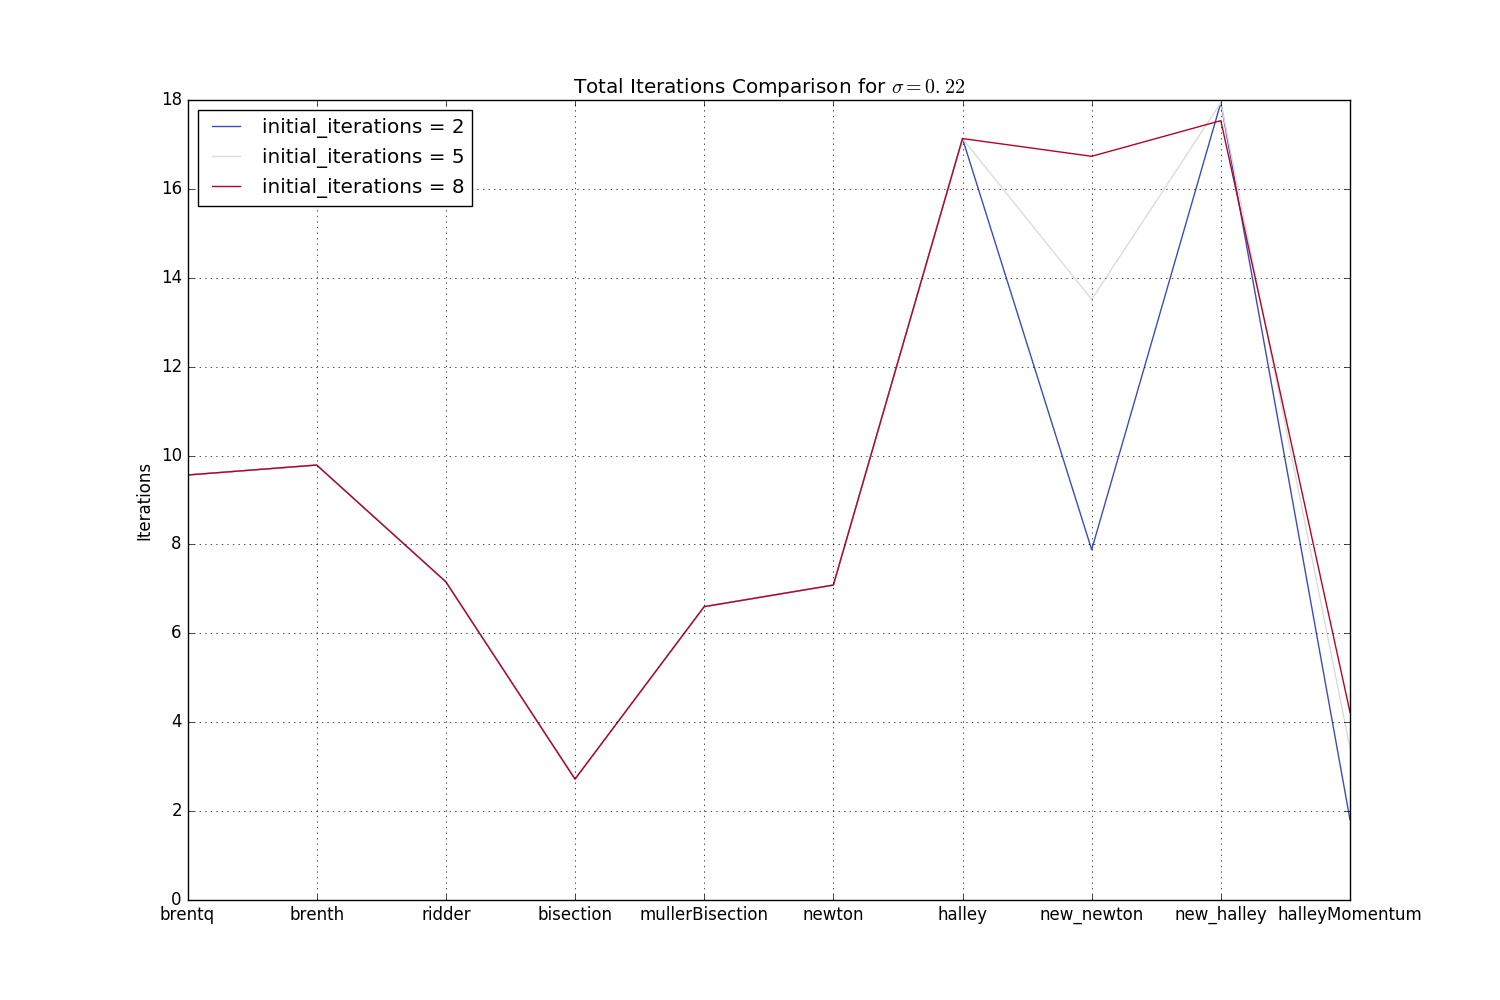 Total Iterations Comparison for σ = 0.22
18
initial_iterations = 2
initial_iterations = 5
initial_iterations = 8
16
14
12
10
Iterations
8
6
4
2
0
brentq brenth ridder bisection mullerBisection newton halley new_newton new_halley halleyMomentum